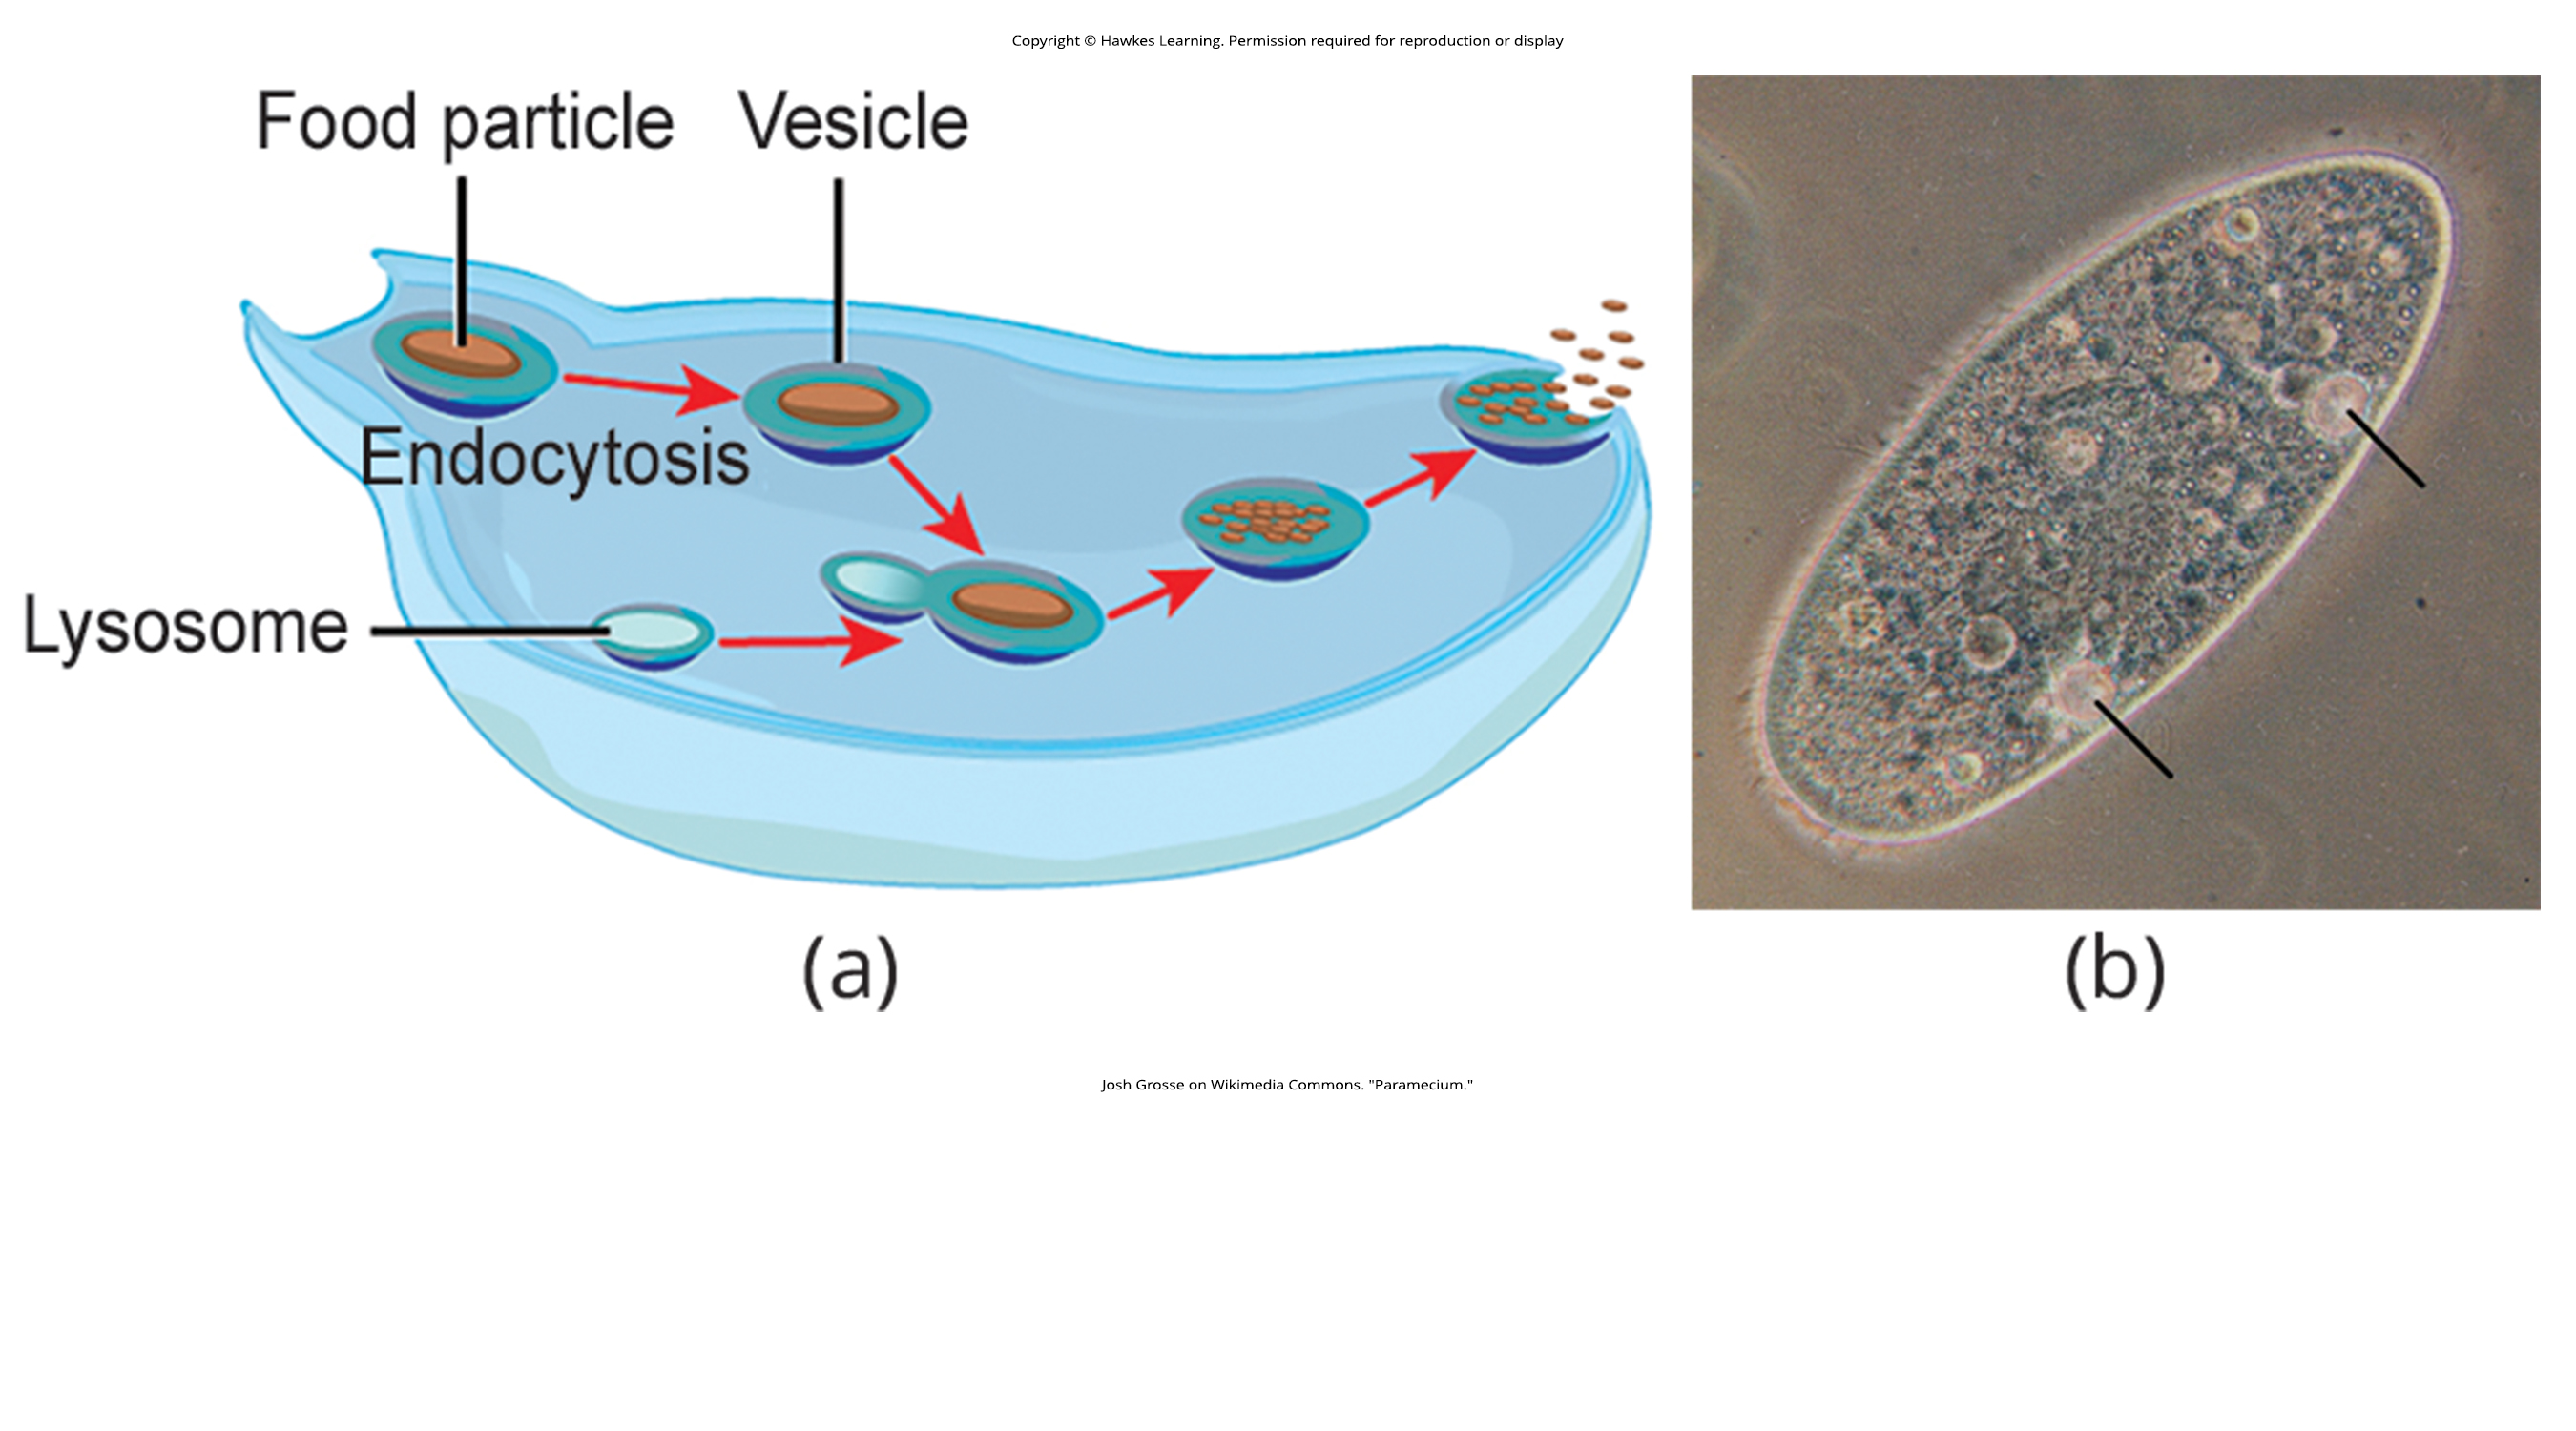 Copyright © Hawkes Learning. Permission required for reproduction or display
Food particle
Vesicle
Endocytosis
Lysosome
(a)
(b)
Josh Grosse on Wikimedia Commons. "Paramecium."